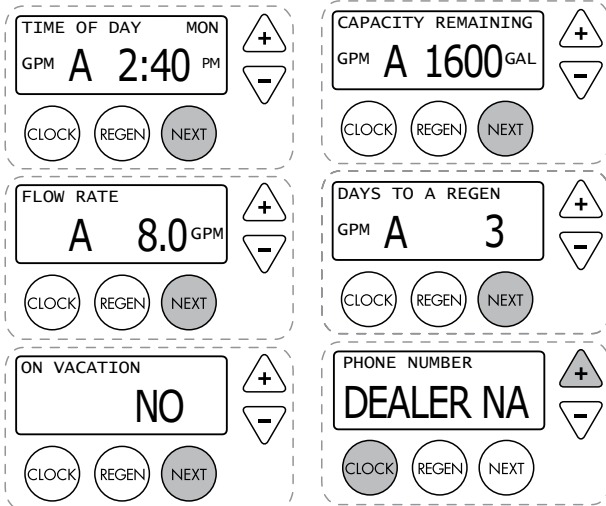 TIME OF DAY MON
GPM A 2:40 PM
+
-
CLOCK REGEN NEXT
CAPACITY REMAINING
GPM A 1600 GAL
+
-
CLOCK REGEN NEXT
FLOW RATE
A 8.0 GPM
+
-
CLOCK REGEN NEXT
DAYS TO A REGEN
GPM A 3
+
-
CLOCK REGEN NEXT
ON VACATION
NO
+
-
CLOCK REGEN NEXT
PHONE NUMBER
DEALER NA
+
-
CLOCK REGEN NEXT